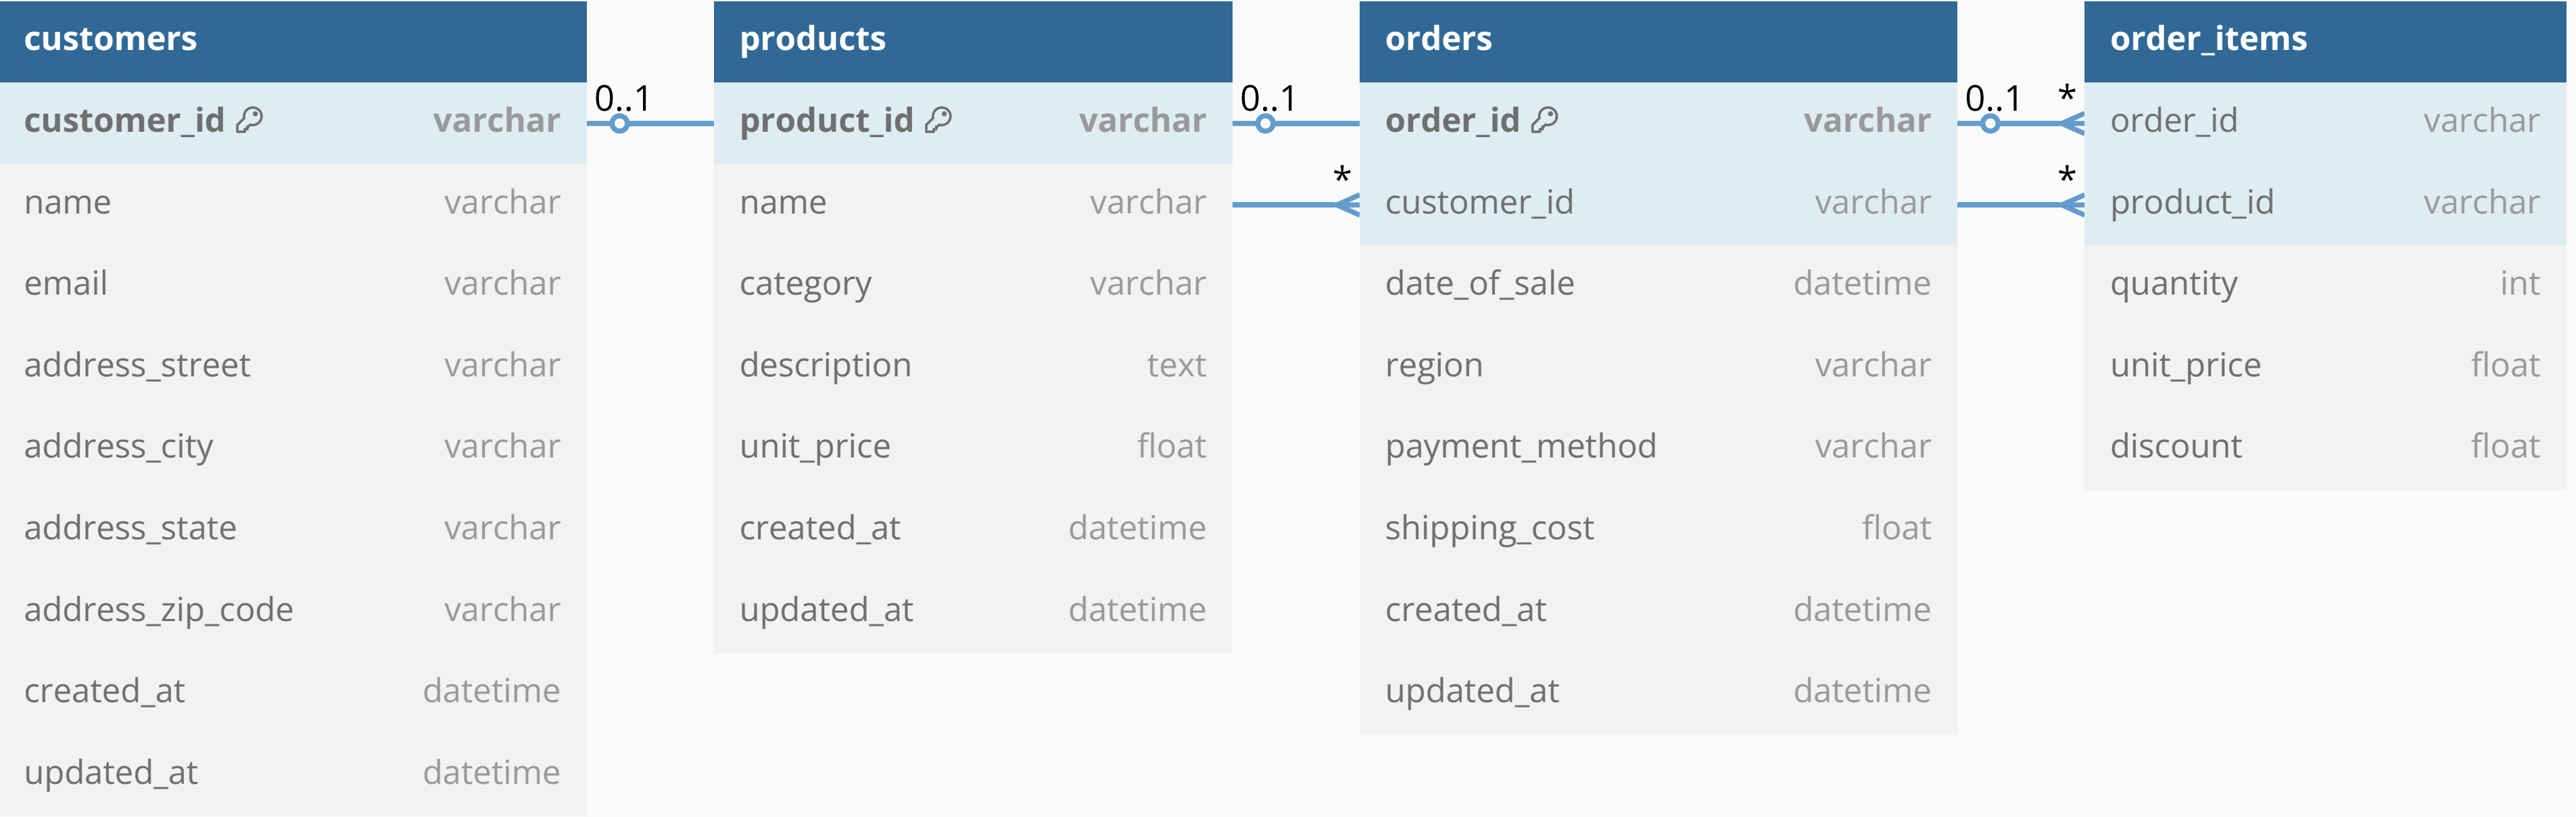 customers
customer_id varchar
name varchar
email varchar
address_street varchar
address_city varchar
address_state varchar
address_zip_code varchar
created_at datetime
updated_at datetime
0..1
products
product_id varchar
name varchar
category varchar
description text
unit_price float
created_at datetime
updated_at datetime
0..1
*
orders
order_id varchar
customer_id varchar
date_of_sale datetime
region varchar
payment_method varchar
shipping_cost float
created_at datetime
updated_at datetime
0..1 *
*
order_items
order_id varchar
product_id varchar
quantity int
unit_price float
discount float